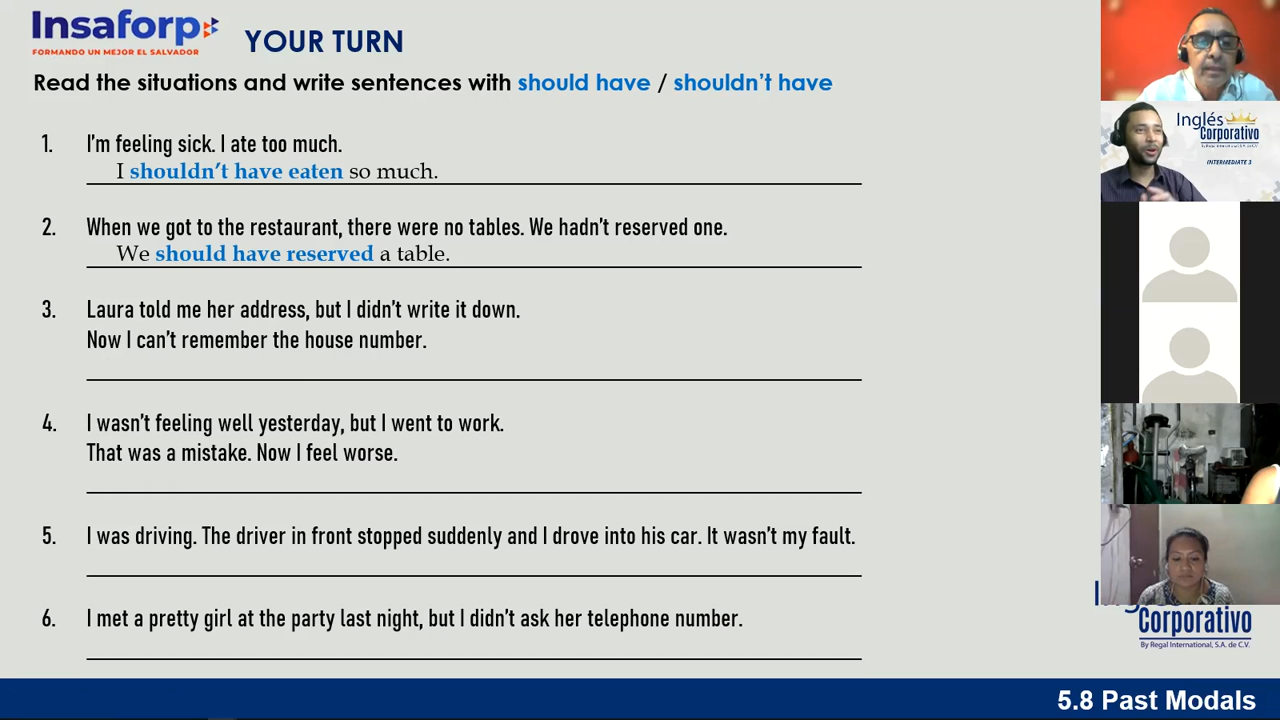 Insaforp
FORMANDO UN MEJOR EL SALVADOR
YOUR TURN
Read the situations and write sentences with should have / shouldn't have
1. I'm feeling sick. I ate too much.
I shouldn't have eaten so much.
2. When we got to the restaurant, there were no tables. We hadn't reserved one.
We should have reserved a table.
3. Laura told me her address, but I didn't write it down.
Now I can't remember the house number.
4. I wasn't feeling well yesterday, but I went to work.
That was a mistake. Now I feel worse.
5. I was driving. The driver in front stopped suddenly and I drove into his car. It wasn't my fault.
6. I met a pretty girl at the party last night, but I didn't ask her telephone number.
Inglés
Corporativo
INTERMEDIATE 3
Corporativo
By Regal International, S.A. de C.V.
5.8 Past Modals